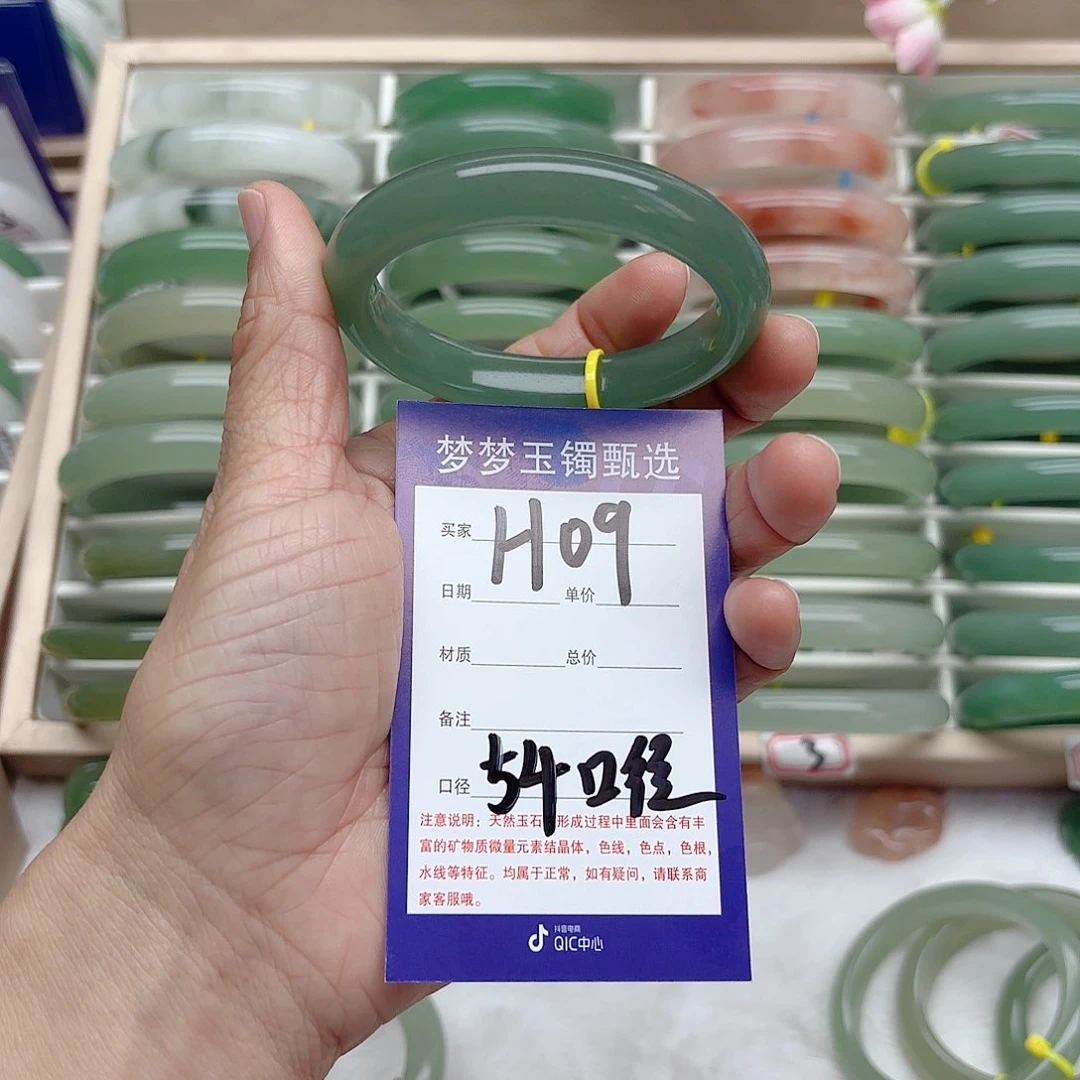 梦梦玉镯甄选
买家 H09
日期 单价
材质 总价
备注
口径 54口径
注意说明：天然玉石 形成过程中里面会含有丰
富的矿物质微量元素结晶体，色线，色点，色根，
水线等特征。均属于正常，如有疑问，请联系商
家客服哦。
抖音电商
QIC中心
3